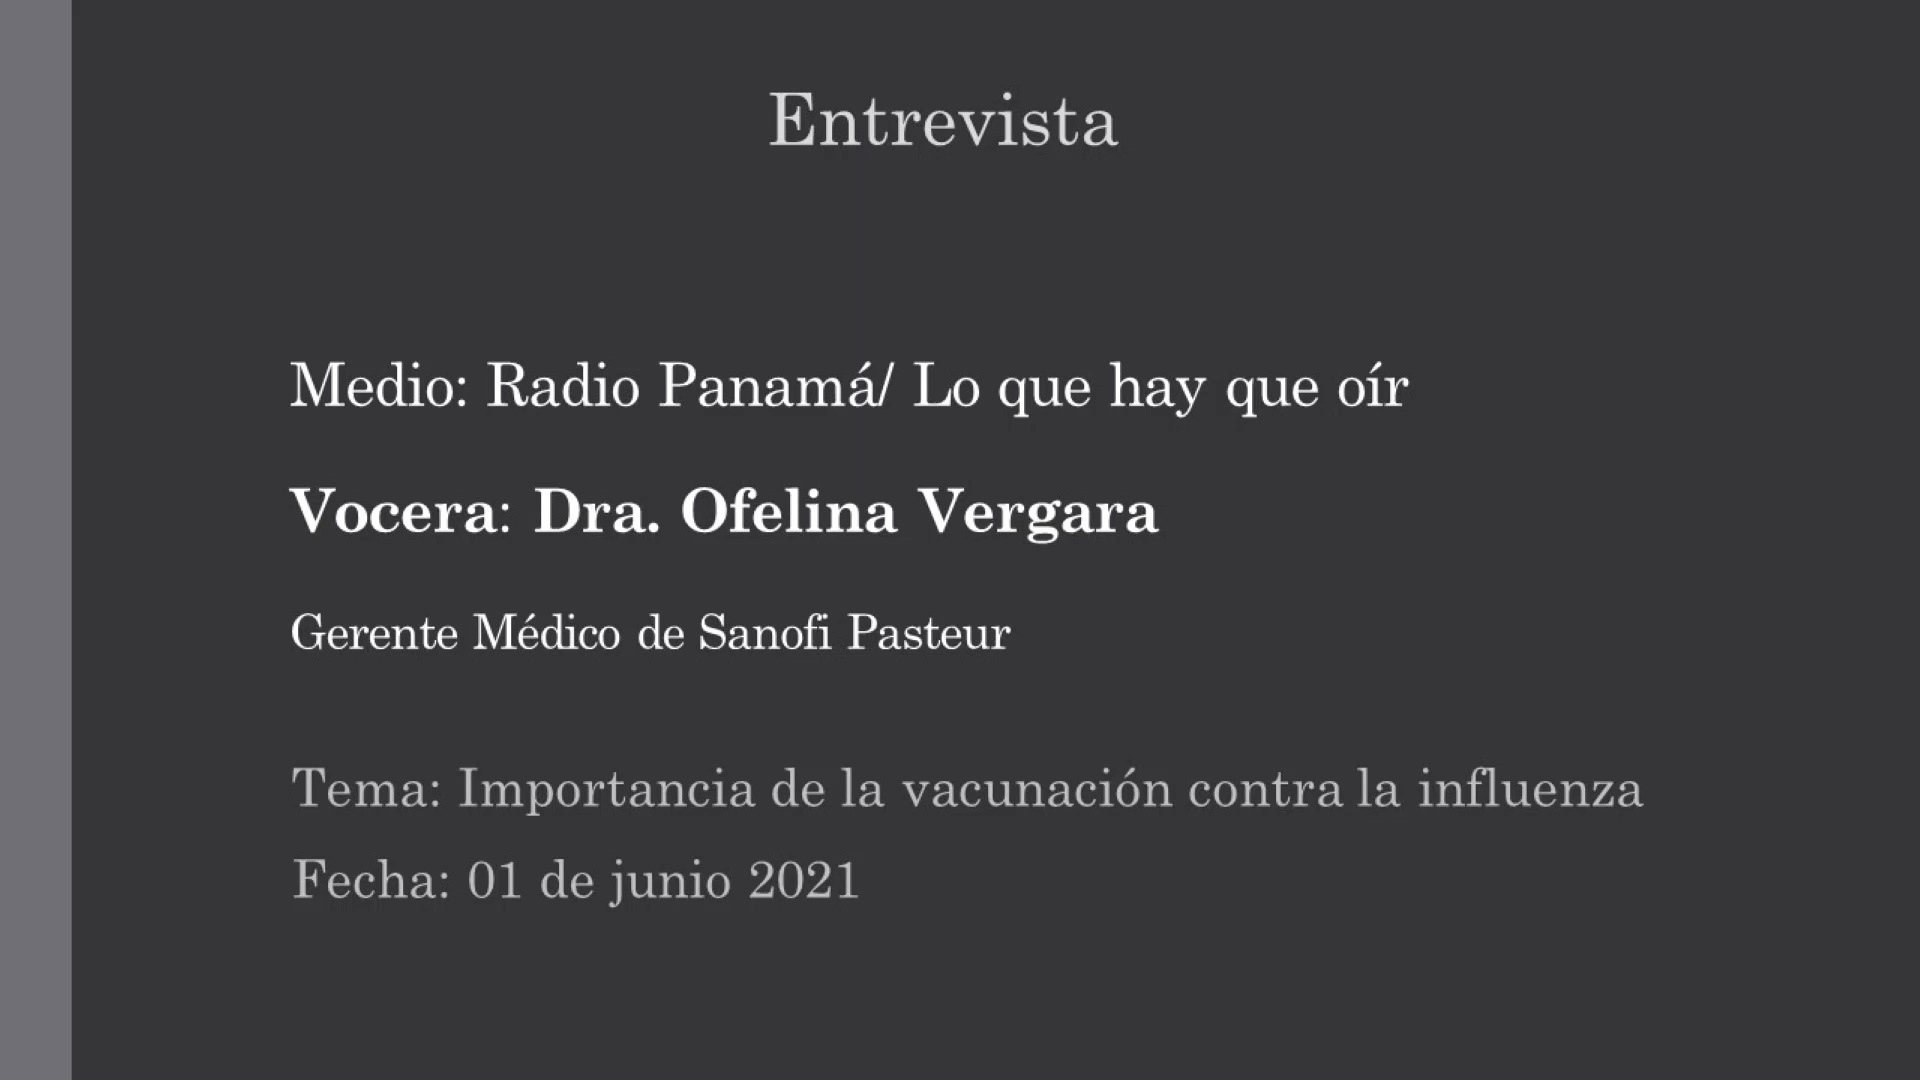 Entrevista
Medio: Radio Panamá/ Lo que hay que oír
Vocera: Dra. Ofelina Vergara
Gerente Médico de Sanofi Pasteur
Tema: Importancia de la vacunación contra la influenza
Fecha: 01 de junio 2021